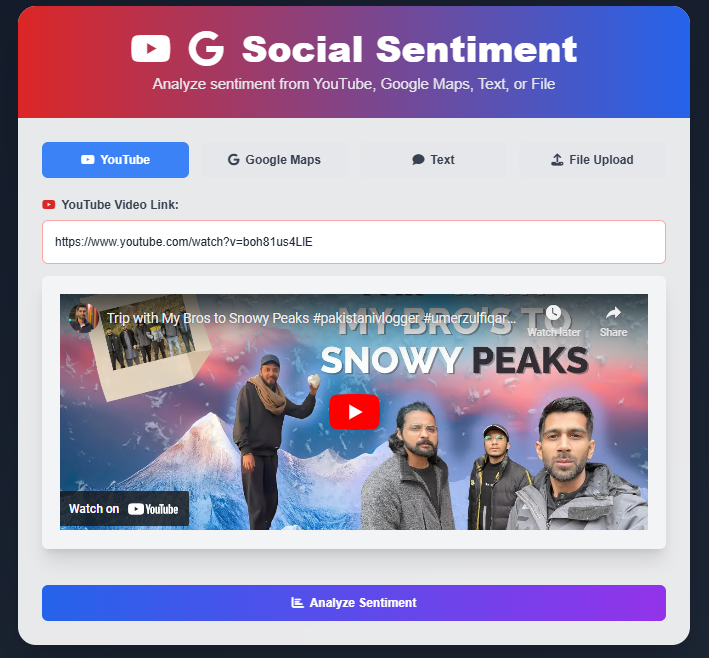 Social Sentiment
Analyze sentiment from YouTube, Google Maps, Text, or File
YouTube
Google Maps
Text
File Upload
YouTube Video Link:
https://www.youtube.com/watch?v=boh81us4LlE
Trip with My Bros to Snowy Peaks #pakistanivlogger #umerzulfiqar...
Watch later
Share
MY BRO'S TO
SNOWY PEAKS
Watch on YouTube
Analyze Sentiment